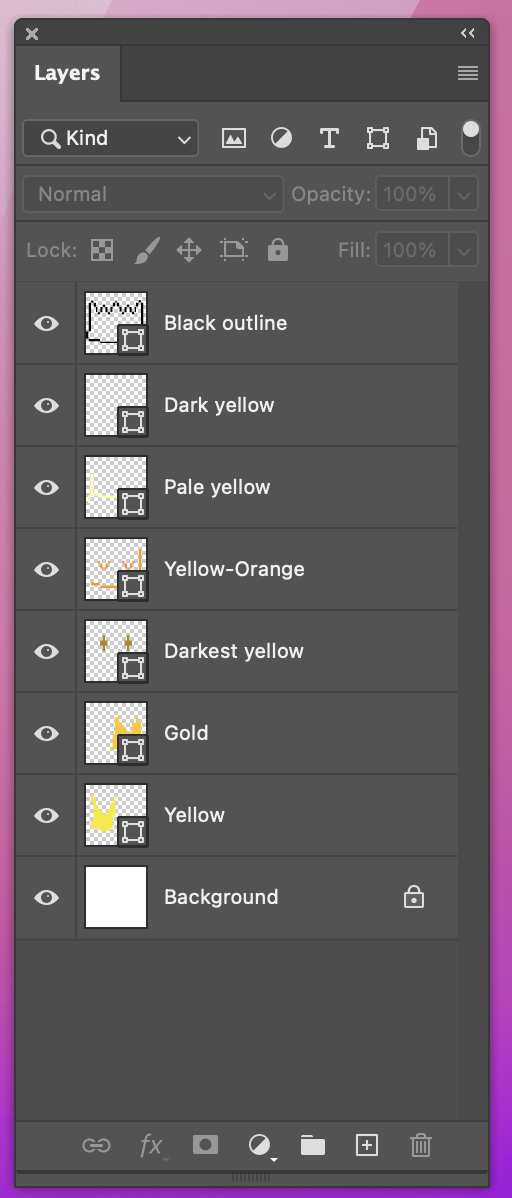 Layers
Kind
Normal Opacity: 100%
Lock: Fill: 100%
Black outline
Dark yellow
Pale yellow
Yellow-Orange
Darkest yellow
Gold
Yellow
Background
fx